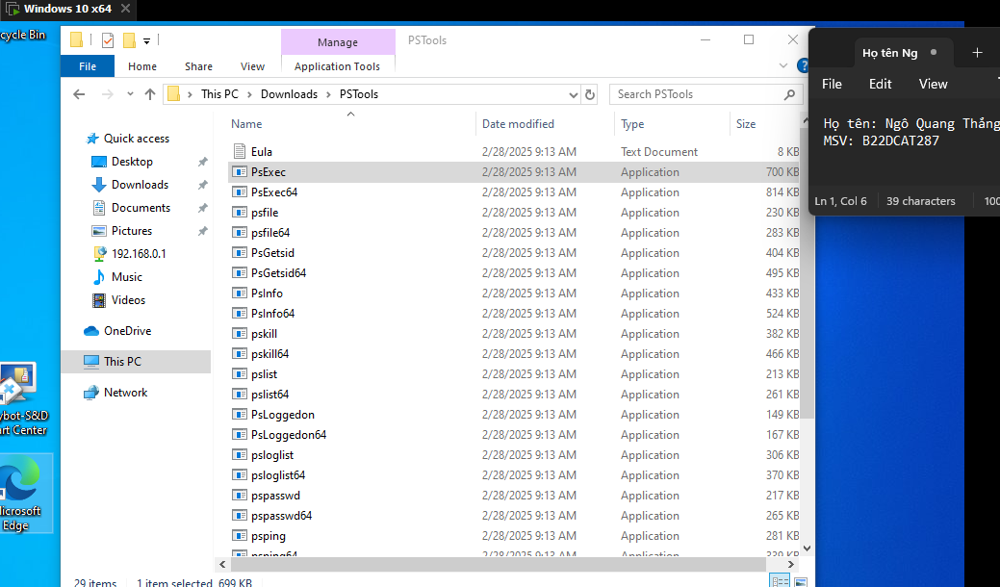 Windows 10 x64
cycle Bin
Manage
PSTools
File
Home
Share
View
Application Tools
This PC
Downloads
PSTools
Search PSTools
Name
Date modified
Type
Size
Quick access
Desktop
Downloads
Documents
Pictures
192.168.0.1
Music
Videos
OneDrive
This PC
Network
Eula 2/28/2025 9:13 AM Text Document 8 KB
PsExec 2/28/2025 9:13 AM Application 700 KB
PsExec64 2/28/2025 9:13 AM Application 814 KB
psfile 2/28/2025 9:13 AM Application 230 KB
psfile64 2/28/2025 9:13 AM Application 283 KB
PsGetsid 2/28/2025 9:13 AM Application 404 KB
PsGetsid64 2/28/2025 9:13 AM Application 495 KB
PsInfo 2/28/2025 9:13 AM Application 433 KB
PsInfo64 2/28/2025 9:13 AM Application 524 KB
pskill 2/28/2025 9:13 AM Application 382 KB
pskill64 2/28/2025 9:13 AM Application 466 KB
pslist 2/28/2025 9:13 AM Application 213 KB
pslist64 2/28/2025 9:13 AM Application 261 KB
PsLoggedon 2/28/2025 9:13 AM Application 149 KB
PsLoggedon64 2/28/2025 9:13 AM Application 167 KB
psloglist 2/28/2025 9:13 AM Application 306 KB
psloglist64 2/28/2025 9:13 AM Application 370 KB
pspasswd 2/28/2025 9:13 AM Application 217 KB
pspasswd64 2/28/2025 9:13 AM Application 265 KB
psping 2/28/2025 9:13 AM Application 281 KB
psping64 2/28/2025 9:13 AM Application 339 KB
29 items
1 item selected 699 KB
ybot-S&D
rt Center
icrosoft
Edge
Họ tên Ng
File
Edit
View
Họ tên: Ngô Quang Thắng
MSV: B22DCAT287
Ln 1, Col 6
39 characters
100